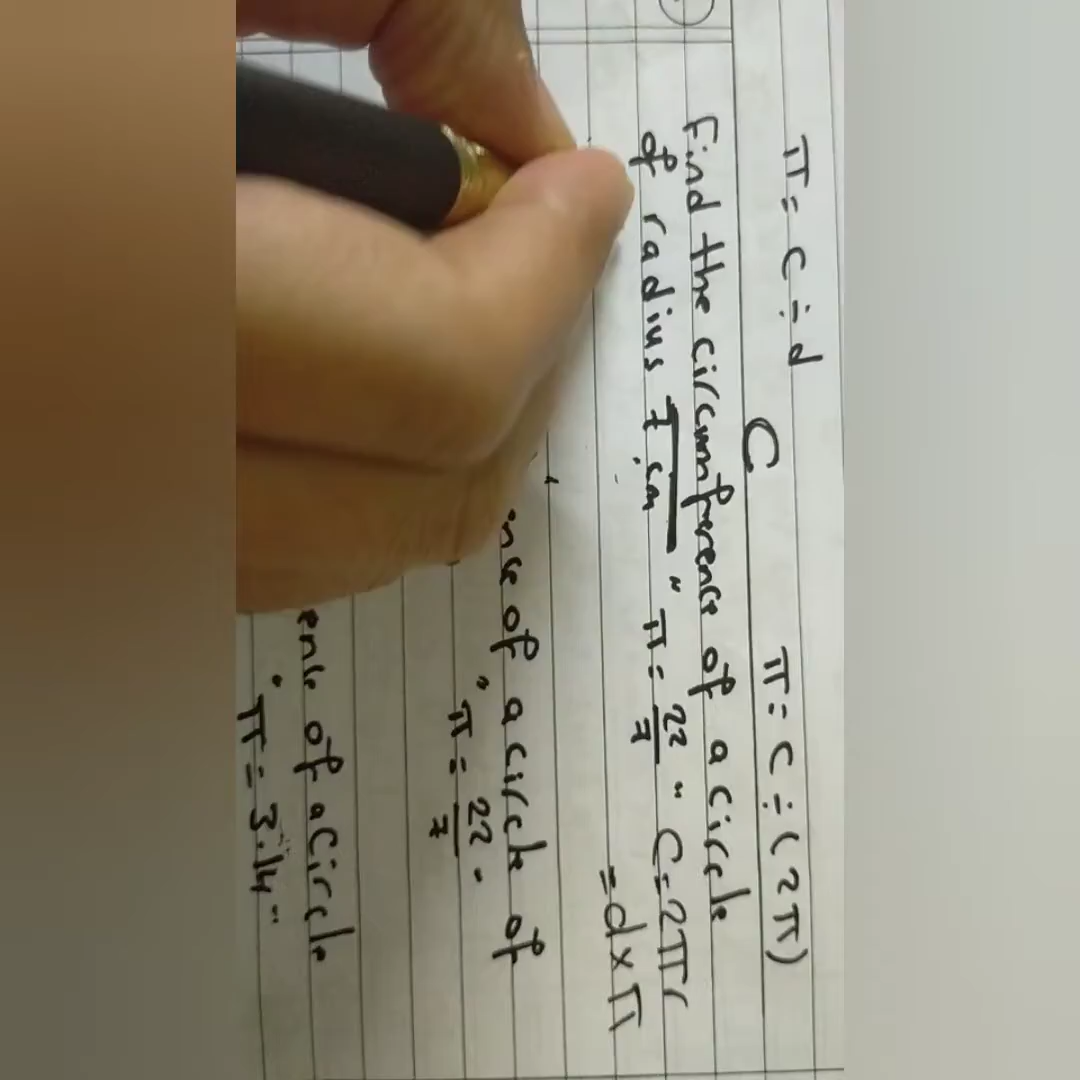 π = C ÷ d π = C ÷ (2π)
C
Find the circumference of a circle
of radius 7 cm " π = 22/7 " C = 2πr
= d x π
of a circle of
" π = 22/7 "
of a circle
" π = 3.14 "